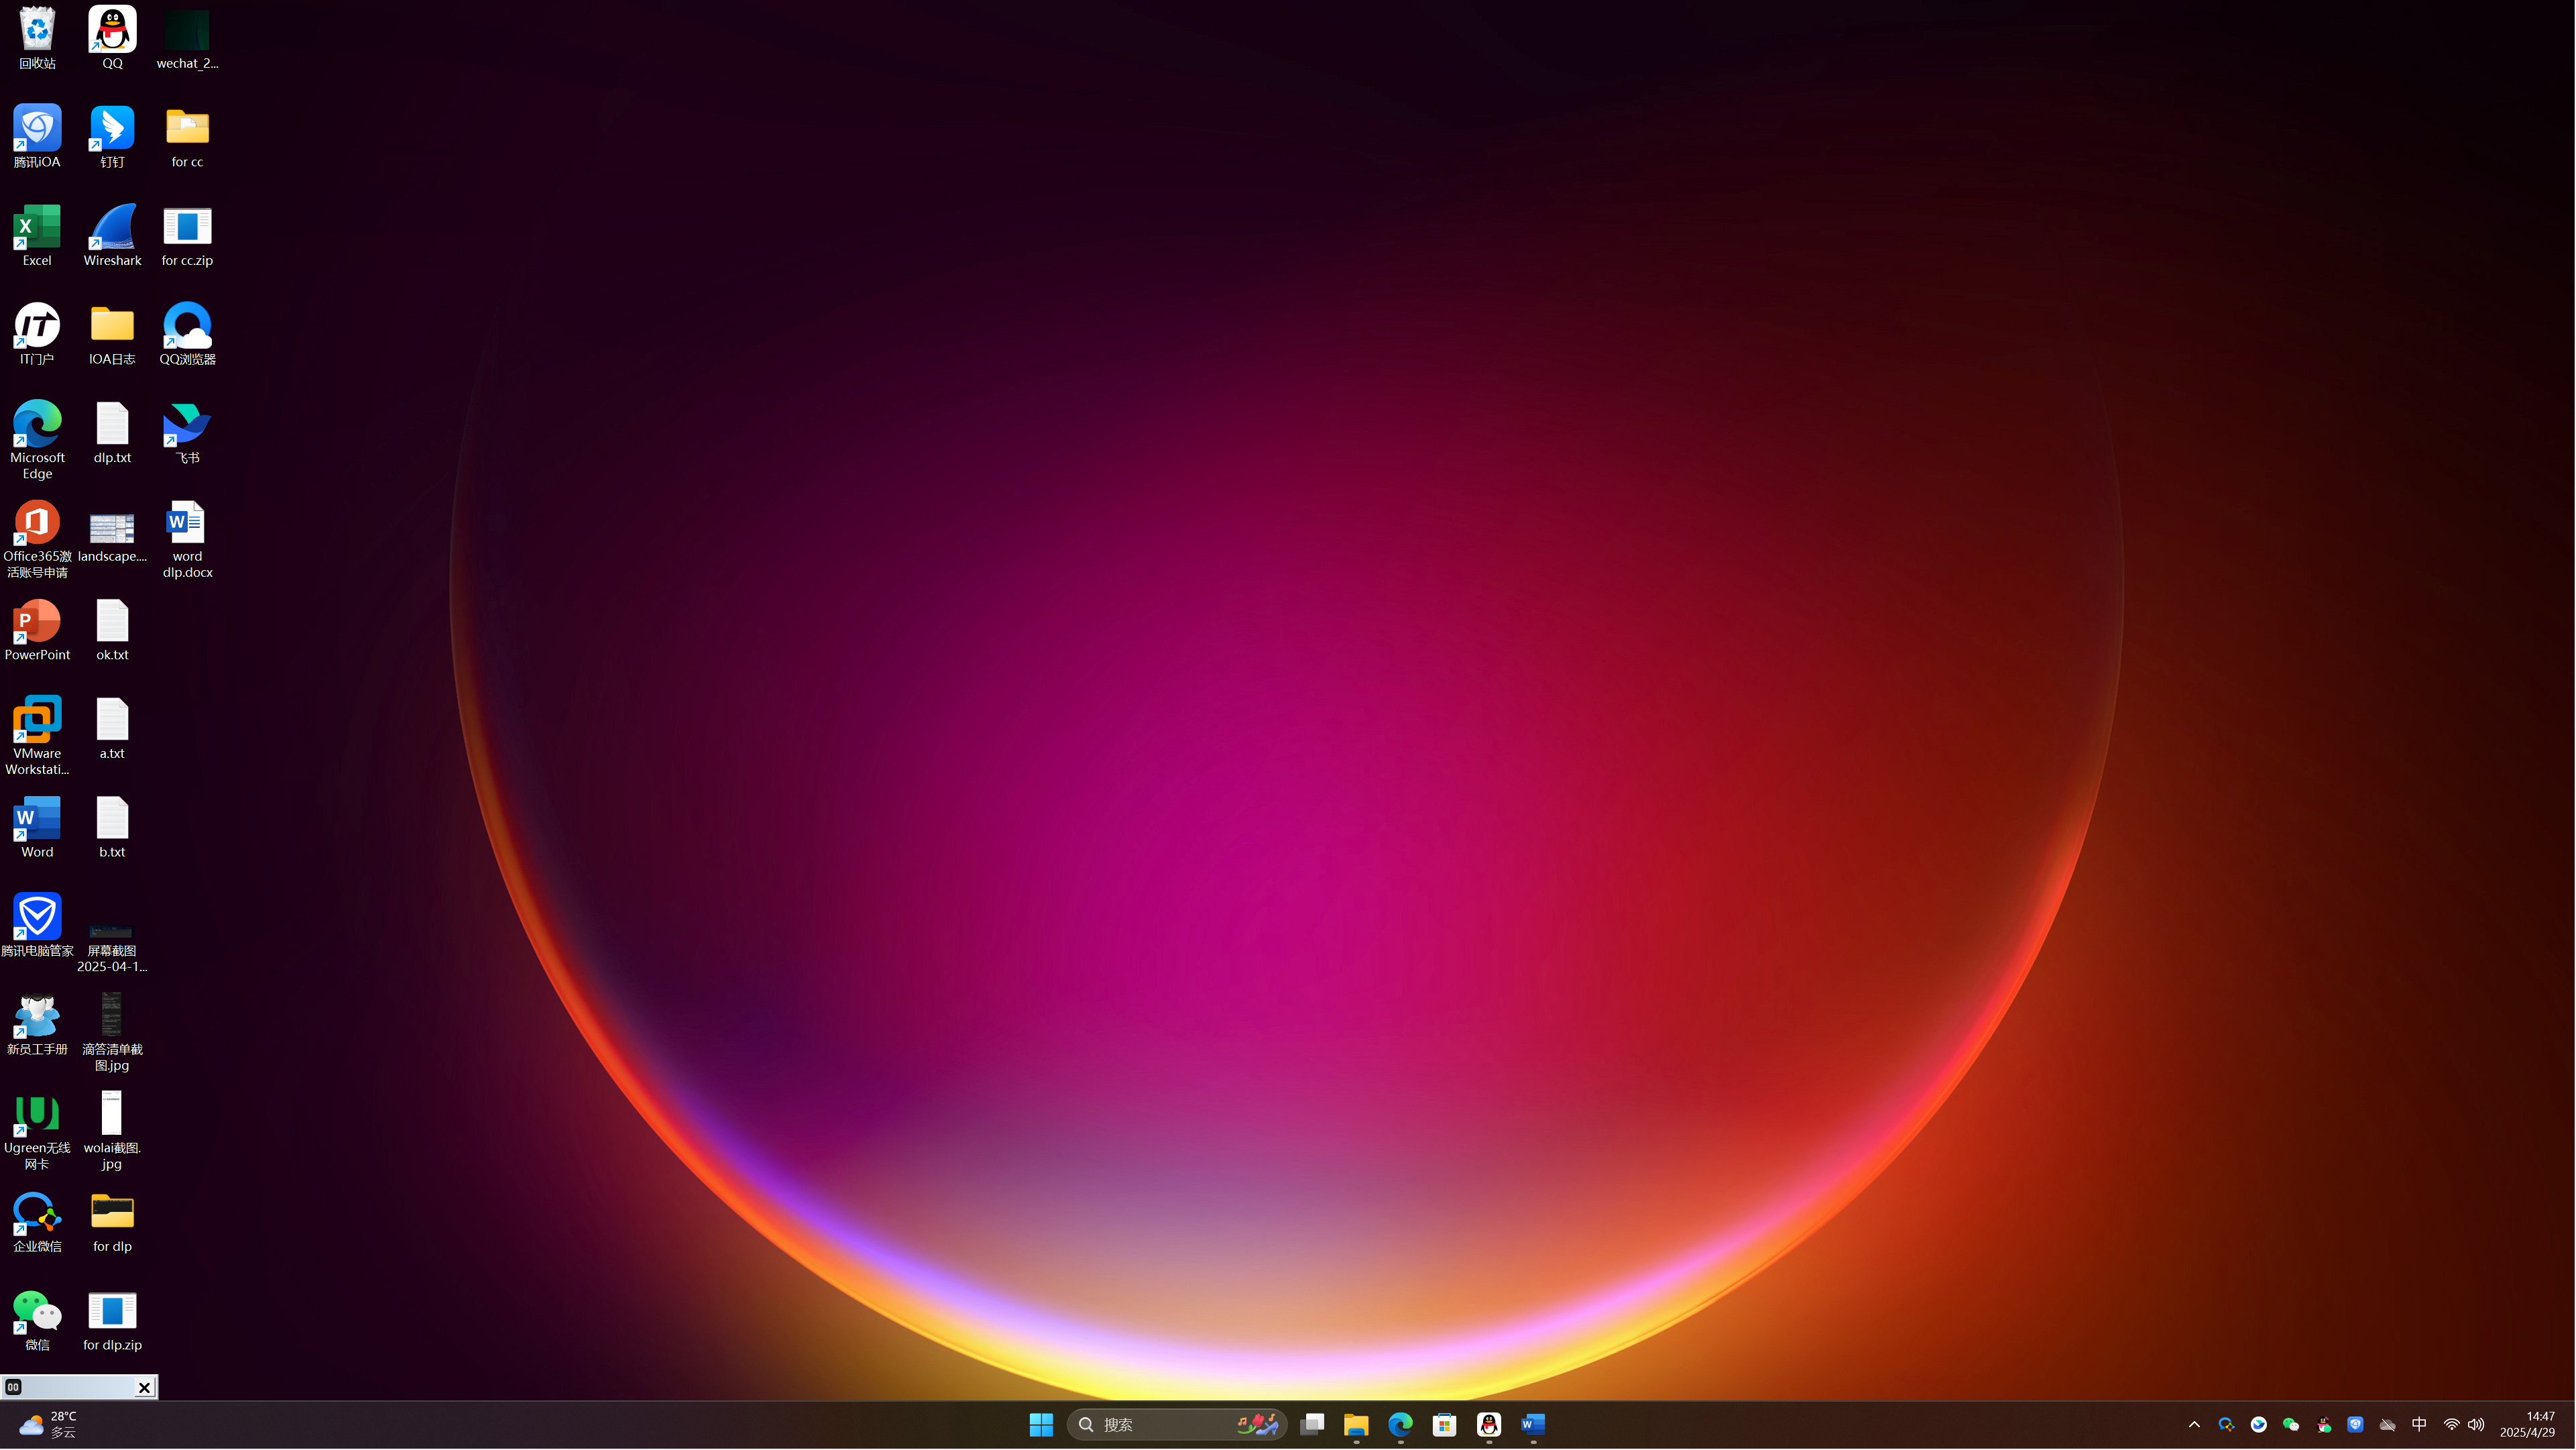 回收站
QQ
wechat_2...
腾讯iOA
钉钉
for cc
Excel
Wireshark
for cc.zip
IT门户
IOA日志
QQ浏览器
Microsoft
Edge
dlp.txt
飞书
Office365激
活账号申请
landscape....
word
dlp.docx
PowerPoint
ok.txt
VMware
Workstati...
a.txt
Word
b.txt
腾讯电脑管家
屏幕截图
2025-04-1...
新员工手册
滴答清单截
图.jpg
Ugreen无线
网卡
wolai截图.
jpg
企业微信
for dlp
微信
for dlp.zip
28°C
多云
搜索
中
14:47
2025/4/29